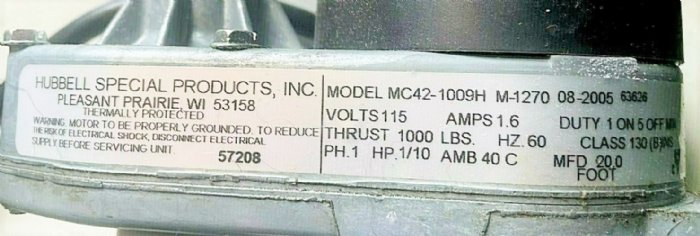 HUBBELL SPECIAL PRODUCTS, INC.
PLEASANT PRAIRIE, WI 53158
THERMALLY PROTECTED
WARNING. MOTOR TO BE PROPERLY GROUNDED. TO REDUCE
THE RISK OF ELECTRICAL SHOCK, DISCONNECT ELECTRICAL
SUPPLY BEFORE SERVICING UNIT
57208
MODEL MC42-1009H M-1270 08-2005 63626
VOLTS 115 AMPS 1.6 DUTY 1 ON 5 OFF MIN
THRUST 1000 LBS. HZ. 60 CLASS 130 (B)INS
PH.1 HP.1/10 AMB 40 C MFD 20.0
FOOT